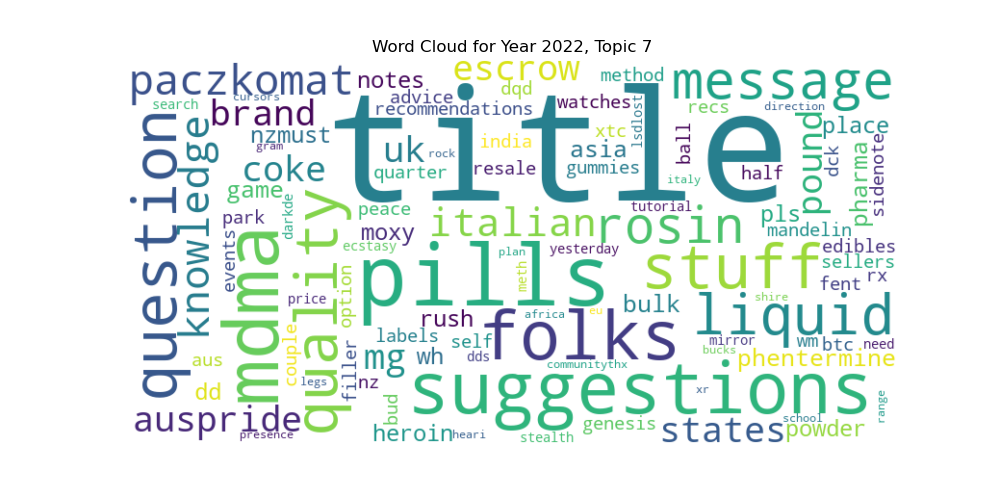 Word Cloud for Year 2022, Topic 7
paczkomat
notes
escrow
method
message
search
cursors
advice
dqd
recommendations
watches
recs
direction
brand
title
lsdlost
nzmust
gram
uk
rock
india
xtc
asia
ball
pound
place
question
knowledge
coke
quarter
resale
gummies
half
dck
pharma
sidenote
game
darkde
italy
peace
tutorial
park
italian
rosin
pls
mandelin
events
mdma
quality
moxy
ecstasy
plan
yesterday
stuff
edibles
sellers
pills
meth
fent
rx
price
option
bulk
shire
liquid
rush
folks
africa
eu
labels
self
mirror
wm
btc
need
couple
filler
mg
wh
dds
communitythx
bucks
phentermine
aus
dd
legs
nz
suggestions
xr
range
auspride
bud
genesis
school
presence
heroin
heari
stealth
states
powder